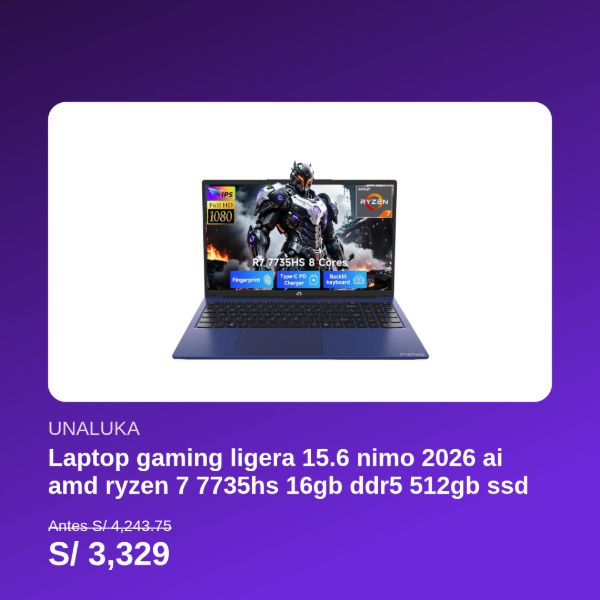 IPS
Full HD
1080
AMD
RYZEN
7
R7 7735HS 8 Cores
Fingerprint
Type-C PD
Charger
Backlit
keyboard
UNALUKA
Laptop gaming ligera 15.6 nimo 2026 ai
amd ryzen 7 7735hs 16gb ddr5 512gb ssd
Antes S/ 4,243.75
S/ 3,329